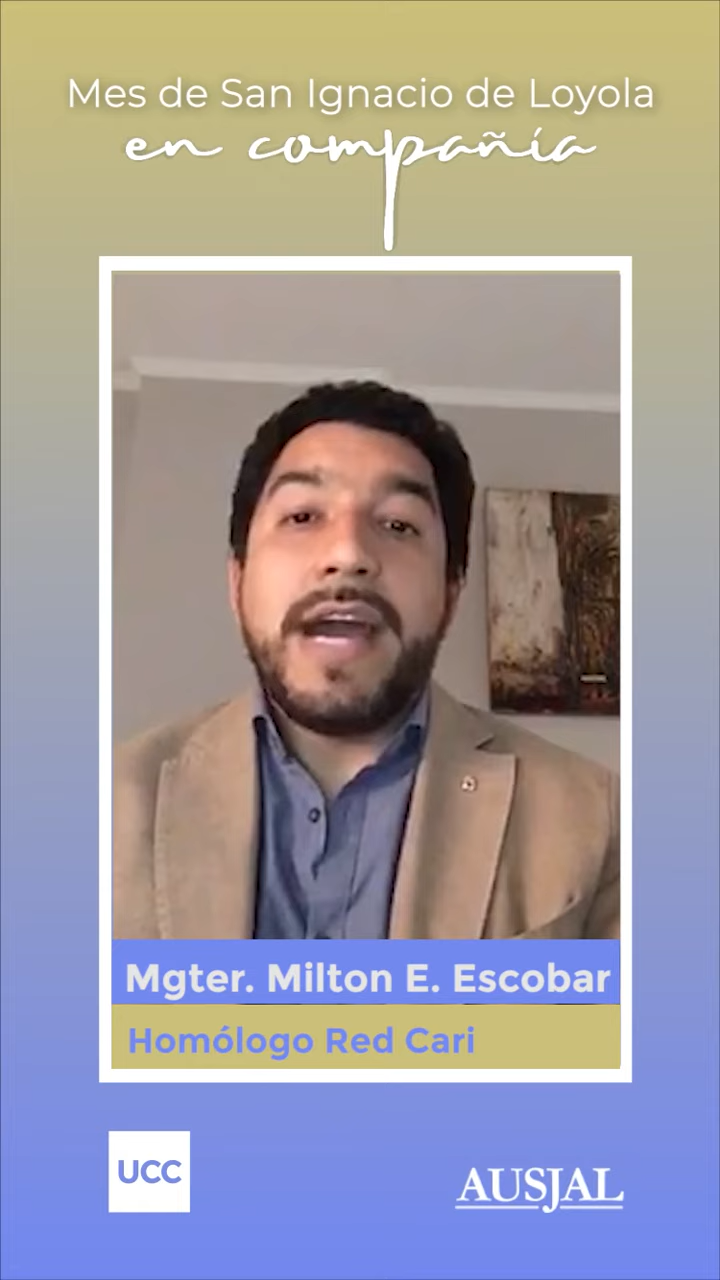 Mes de San Ignacio de Loyola
en compañía
Mgter. Milton E. Escobar
Homólogo Red Cari
UCC
AUSJAL